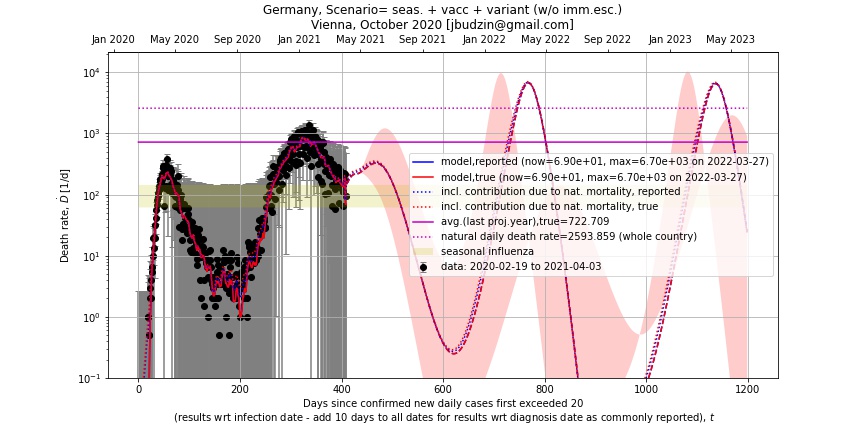 Germany, Scenario= seas. + vacc + variant (w/o imm.esc.)
Vienna, October 2020 [jbudzin@gmail.com]
Jan 2020 May 2020 Sep 2020 Jan 2021 May 2021 Sep 2021 Jan 2022 May 2022 Sep 2022 Jan 2023 May 2023
10⁴
10³
10²
10¹
10⁰
10⁻¹
Death rate, D [1/d]
model,reported (now=6.90e+01, max=6.70e+03 on 2022-03-27)
model,true (now=6.90e+01, max=6.70e+03 on 2022-03-27)
incl. contribution due to nat. mortality, reported
incl. contribution due to nat. mortality, true
avg.(last proj.year),true=722.709
natural daily death rate=2593.859 (whole country)
seasonal influenza
data: 2020-02-19 to 2021-04-03
0 200 400 600 800 1000 1200
Days since confirmed new daily cases first exceeded 20
(results wrt infection date - add 10 days to all dates for results wrt diagnosis date as commonly reported), t